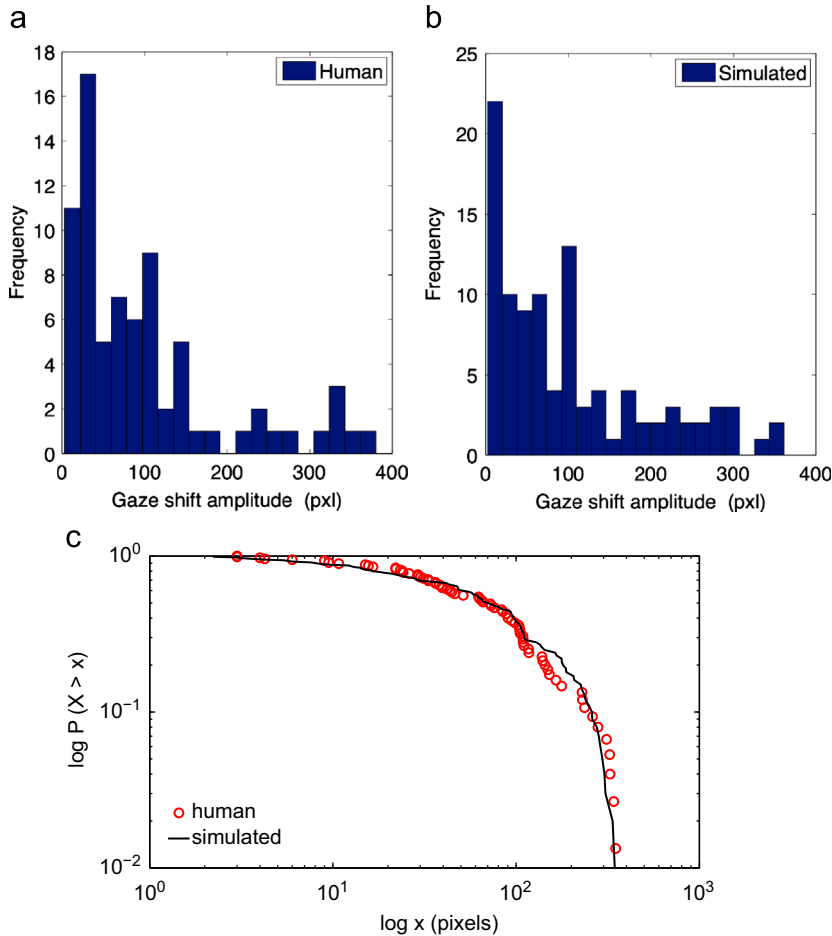 a
b
18
16
14
12
10
8
6
4
2
0
Frequency
Human
0 100 200 300 400
Gaze shift amplitude (pxl)
25
20
15
10
5
0
Frequency
Simulated
0 100 200 300 400
Gaze shift amplitude (pxl)
c
10^0
10^-1
10^-2
log P (X > x)
human
simulated
10^0 10^1 10^2 10^3
log x (pixels)